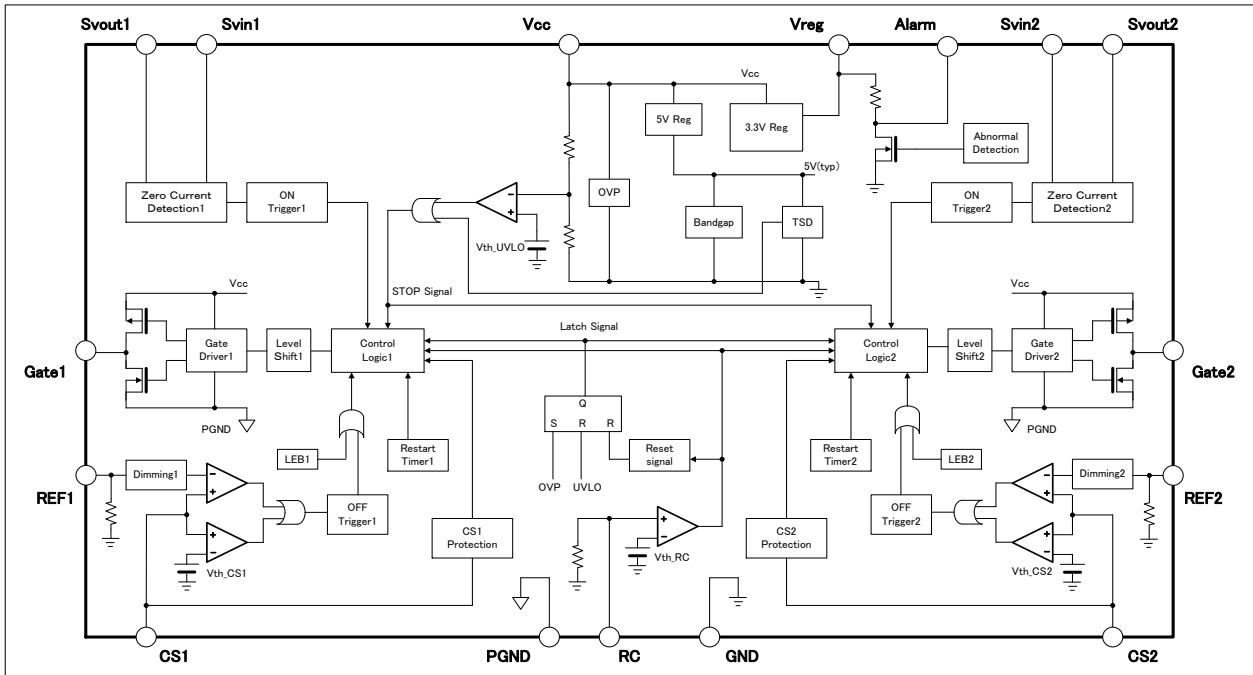 Svout1
Svin1
Vcc
Vreg
Alarm
Svin2
Svout2
Vcc
5V Reg
3.3V Reg
Abnormal
Detection
Zero Current
Detection1
ON
Trigger1
OVP
5V(typ)
Bandgap
TSD
ON
Trigger2
Zero Current
Detection2
Vth_UVLO
STOP Signal
Vcc
Gate
Driver1
Level
Shift1
Control
Logic1
Latch Signal
Control
Logic2
Level
Shift2
Gate
Driver2
Vcc
Gate1
Gate2
PGND
PGND
Q
S R R
LEB1
Restart
Timer1
Reset
signal
Restart
Timer2
LEB2
REF1
Dimming1
OFF
Trigger1
OVP
UVLO
OFF
Trigger2
Dimming2
REF2
CS1
Protection
CS2
Protection
Vth_CS1
Vth_RC
Vth_CS2
CS1
PGND
RC
GND
CS2